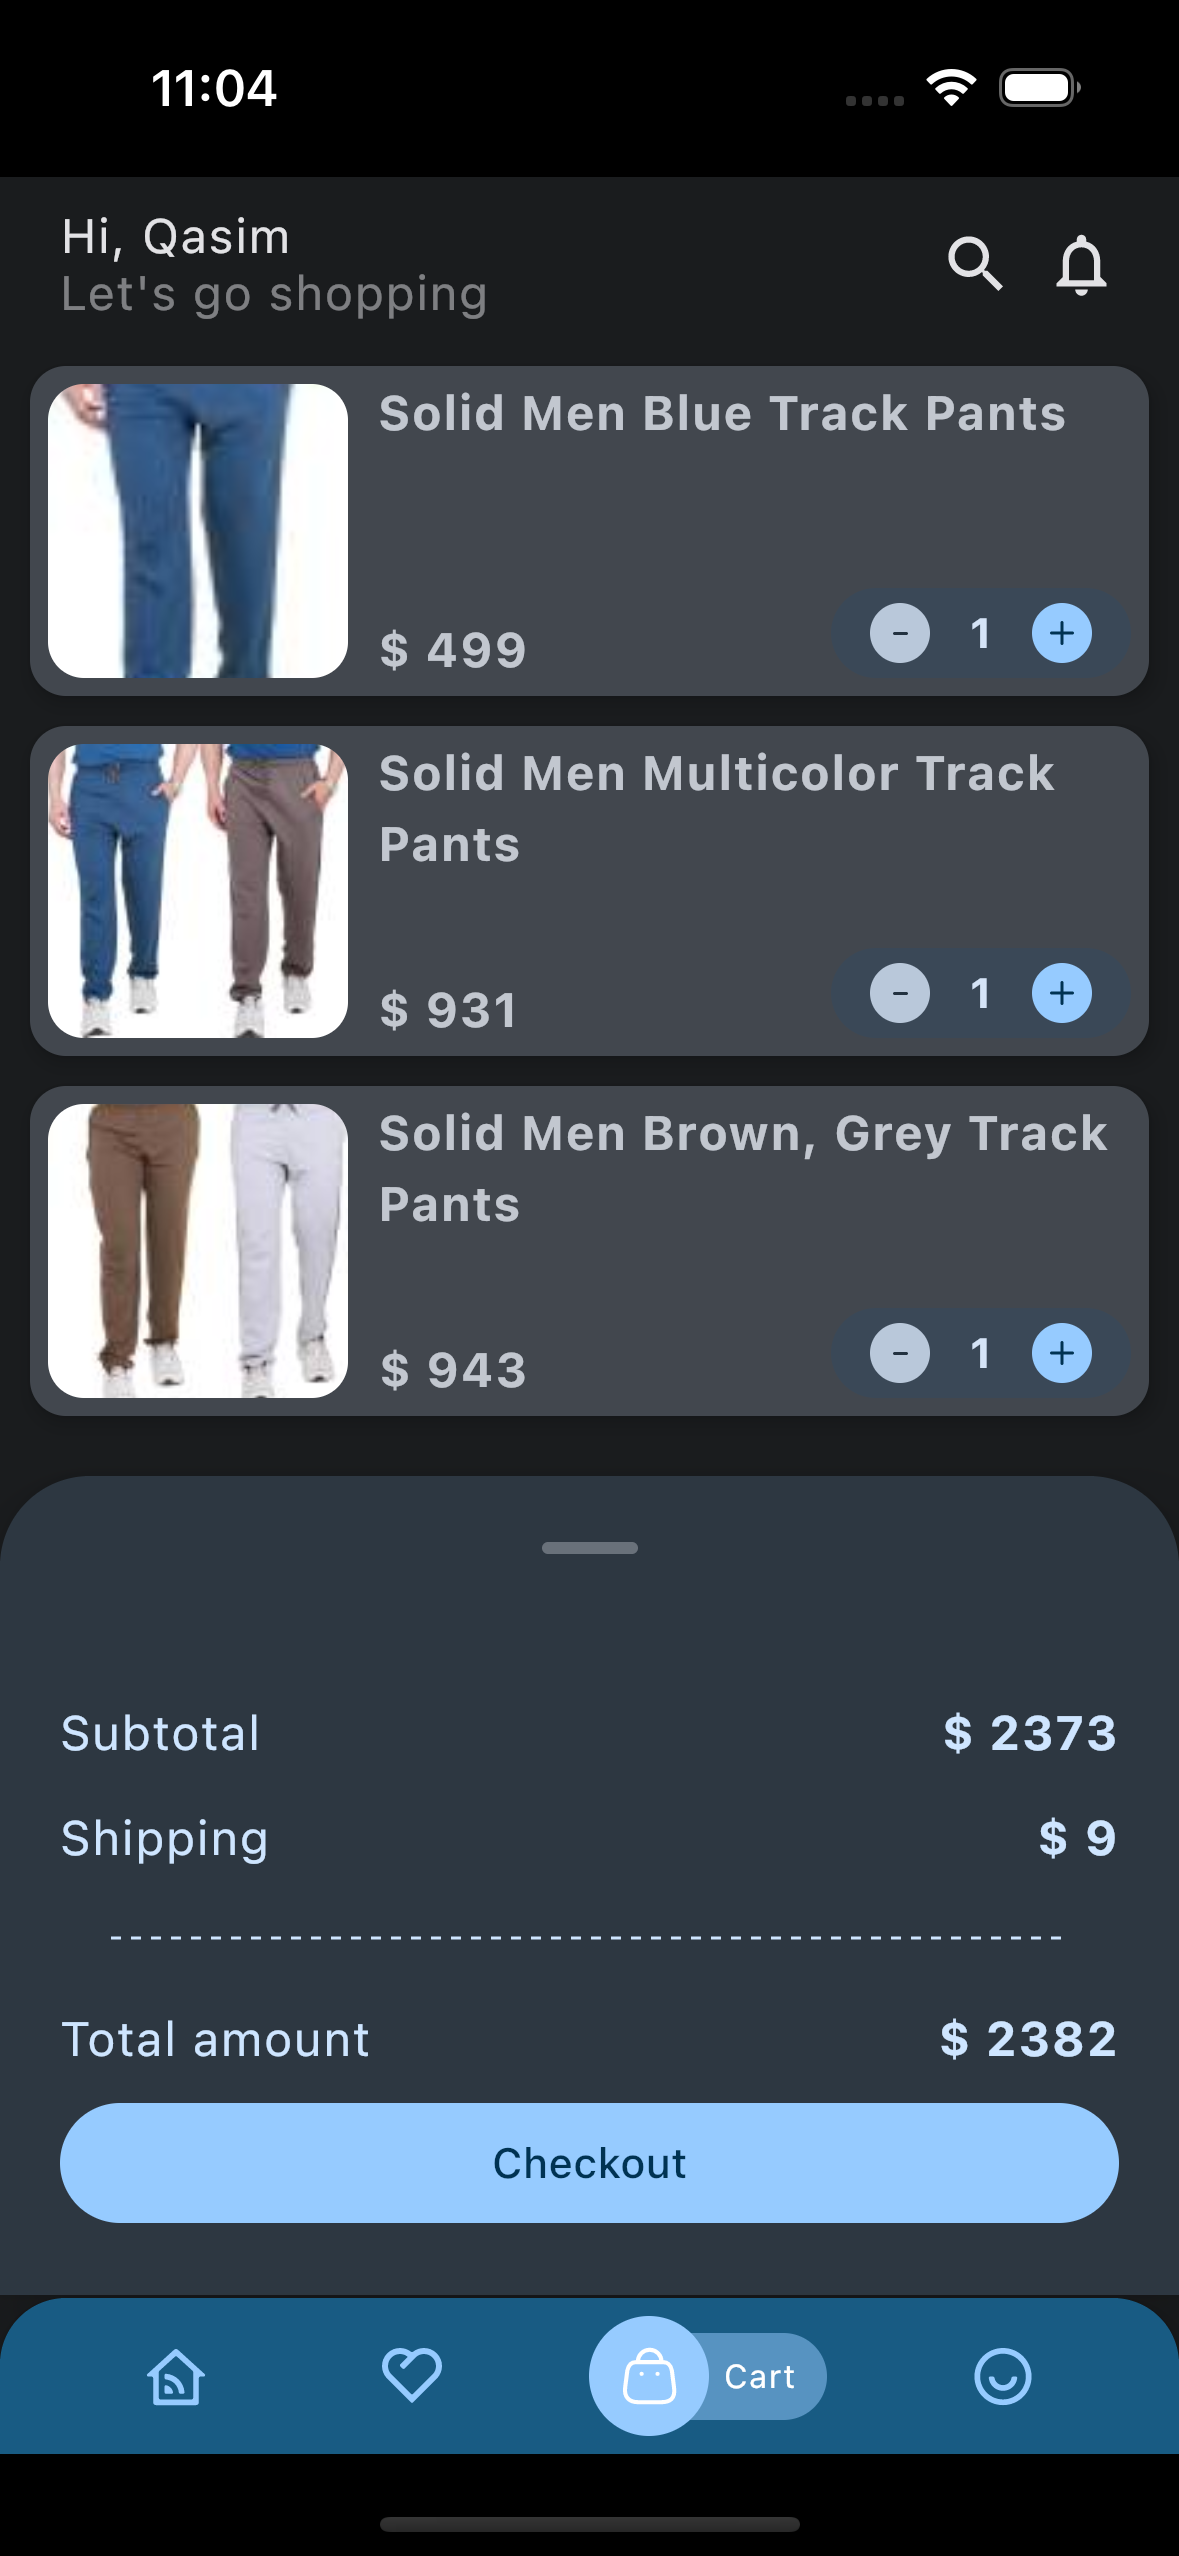 11:04
Hi, Qasim
Let's go shopping
Solid Men Blue Track Pants
$ 499
- 1 +
Solid Men Multicolor Track
Pants
$ 931
- 1 +
Solid Men Brown, Grey Track
Pants
$ 943
- 1 +
Subtotal $ 2373
Shipping $ 9
Total amount $ 2382
Checkout
Cart